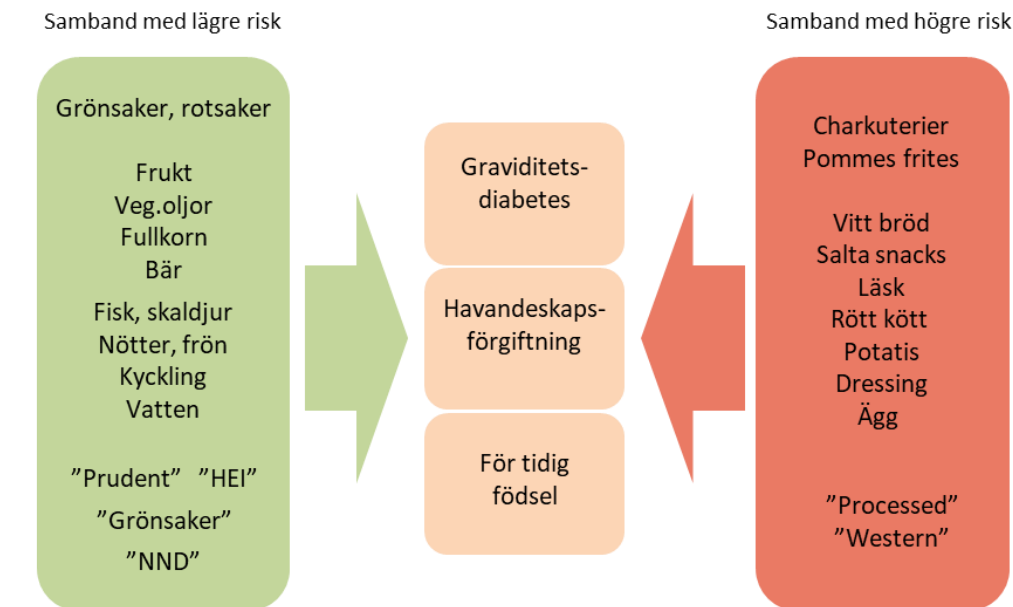 Samband med lägre risk
Samband med högre risk
Grönsaker, rotsaker
Frukt
Veg.oljor
Fullkorn
Bär
Fisk, skaldjur
Nötter, frön
Kyckling
Vatten
”Prudent” ”HEI”
”Grönsaker”
”NND”
Graviditets-
diabetes
Havandeskaps-
förgiftning
För tidig
födsel
Charkuterier
Pommes frites
Vitt bröd
Salta snacks
Läsk
Rött kött
Potatis
Dressing
Ägg
”Processed”
”Western”